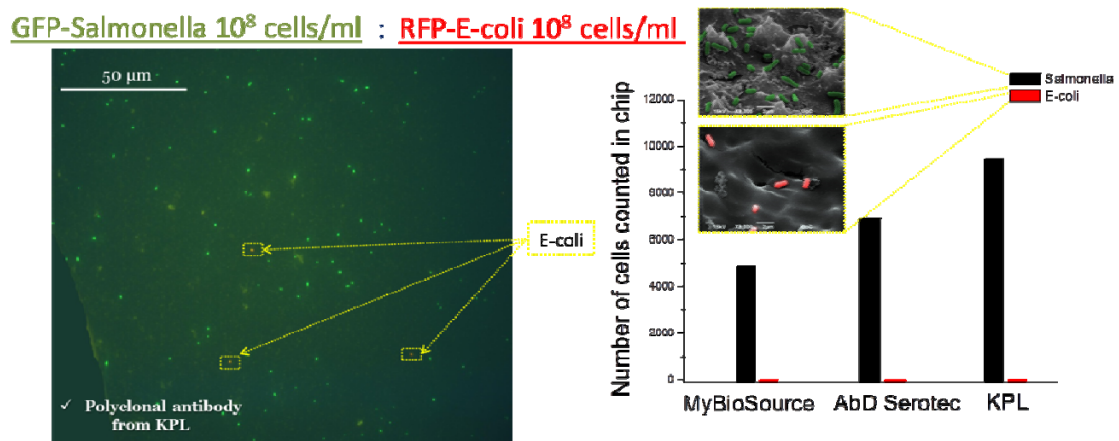 GFP-Salmonella 10⁸ cells/ml : RFP-E-coli 10⁸ cells/ml
50 µm
E-coli
✓ Polyclonal antibody
from KPL
Salmonella
E-coli
Number of cells counted in chip
12000
10000
8000
6000
4000
2000
0
MyBioSource AbD Serotec KPL